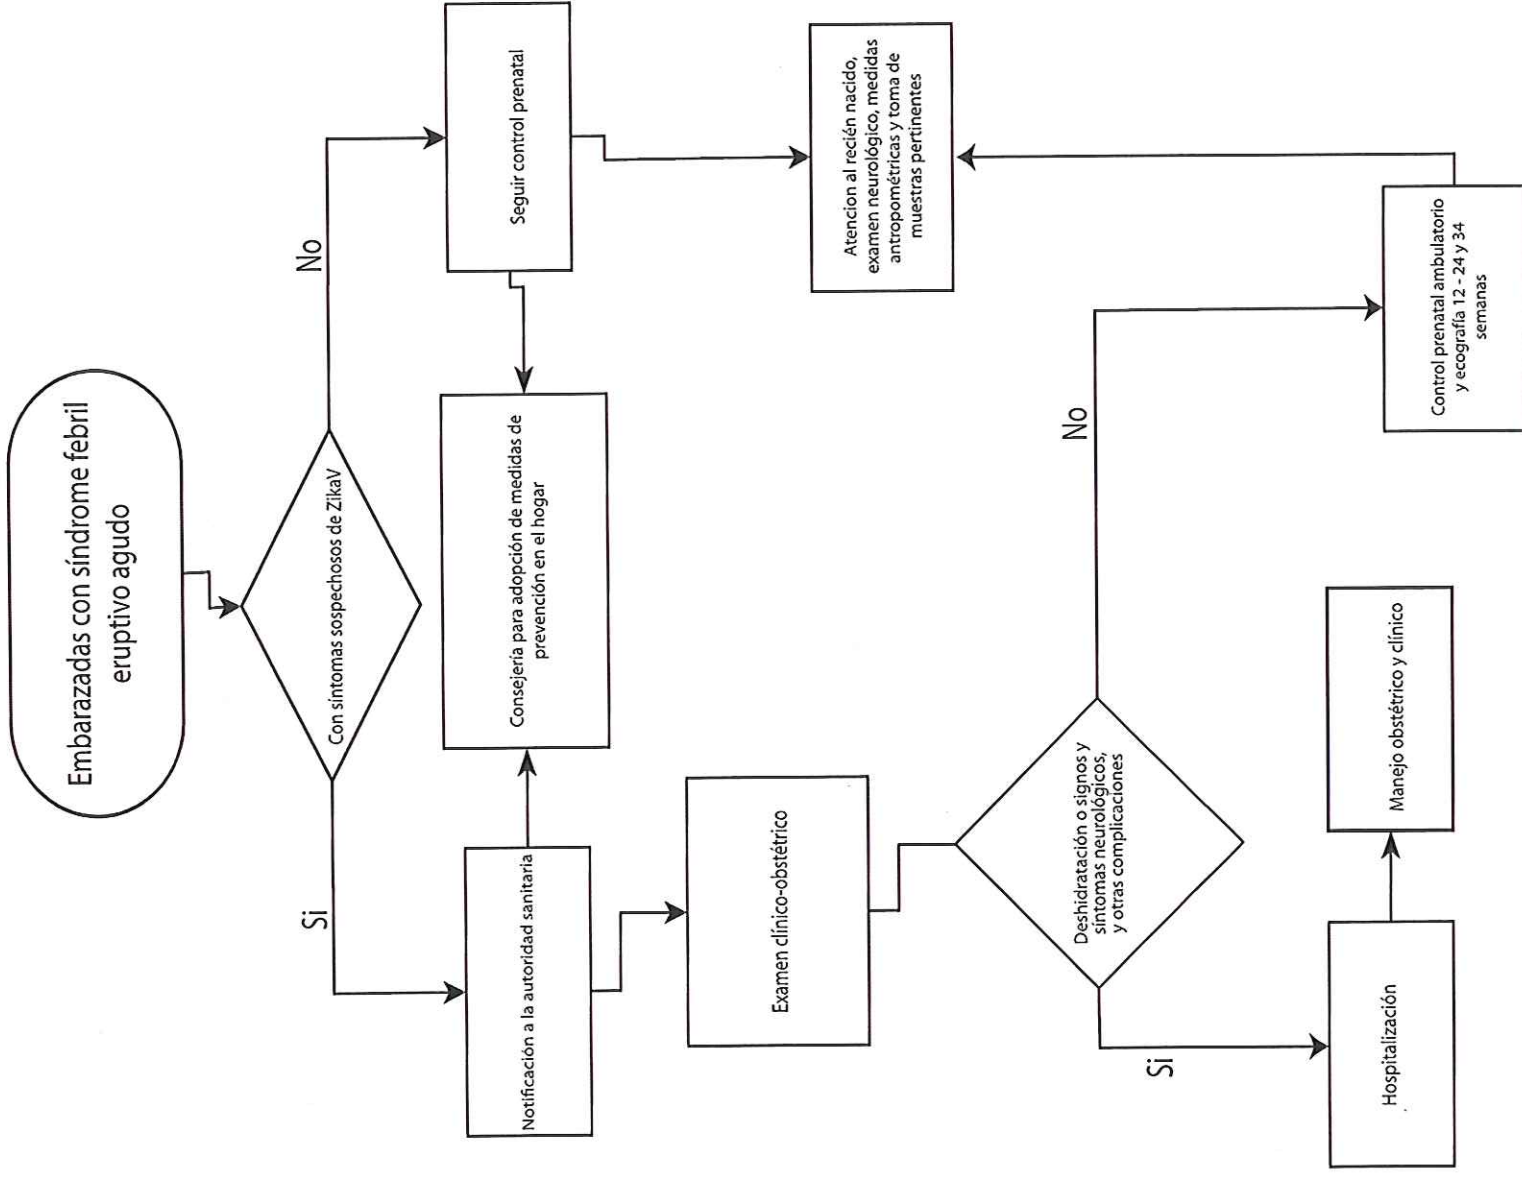 Embarazadas con síndrome febril
eruptivo agudo
Con síntomas sospechosos de ZikaV
Si
No
Notificación a la autoridad sanitaria
Consejería para adopción de medidas de
prevención en el hogar
Seguir control prenatal
Examen clínico-obstétrico
Atencion al recién nacido,
examen neurológico, medidas
antropométricas y toma de
muestras pertinentes
Deshidratación o signos y
síntomas neurológicos,
y otras complicaciones
Si
No
Hospitalización
Manejo obstétrico y clínico
Control prenatal ambulatorio
y ecografía 12 - 24 y 34
semanas